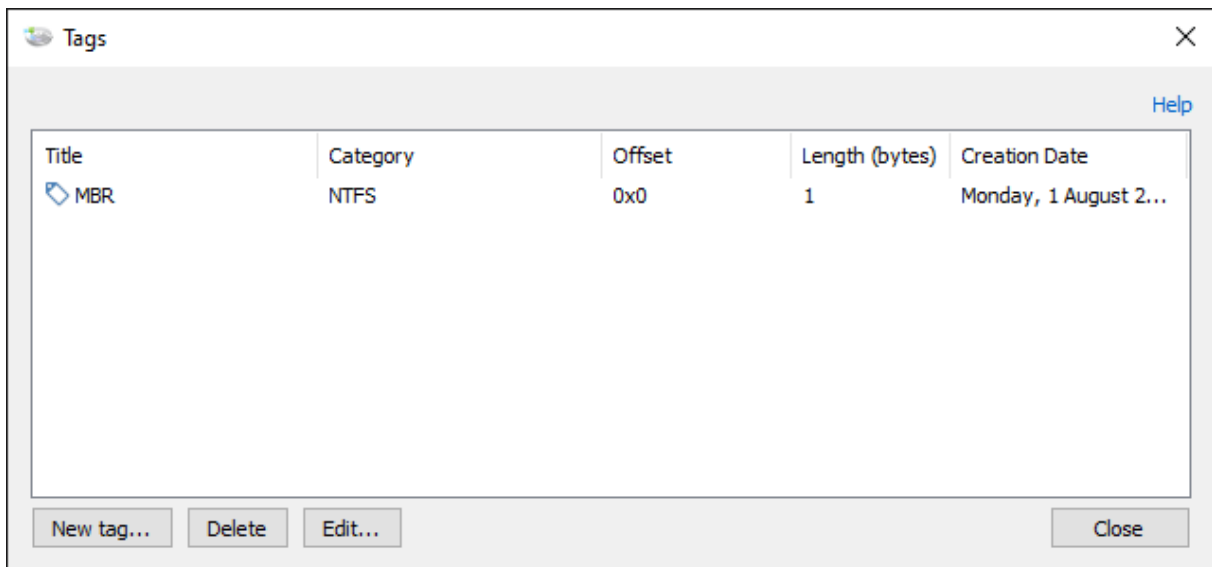 Tags
Help
Title Category Offset Length (bytes) Creation Date
MBR NTFS 0x0 1 Monday, 1 August 2...
New tag... Delete Edit... Close